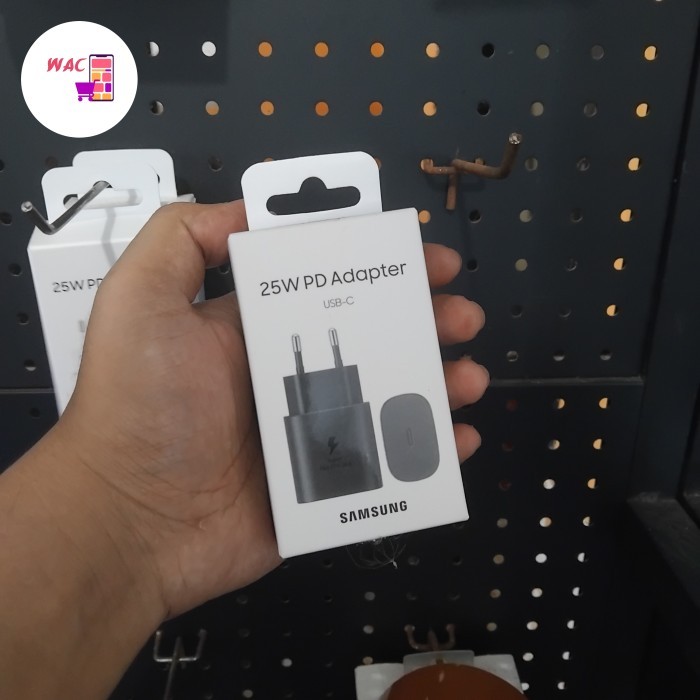 WAC
25W PD Adapter
USB-C
SAMSUNG
25W PD